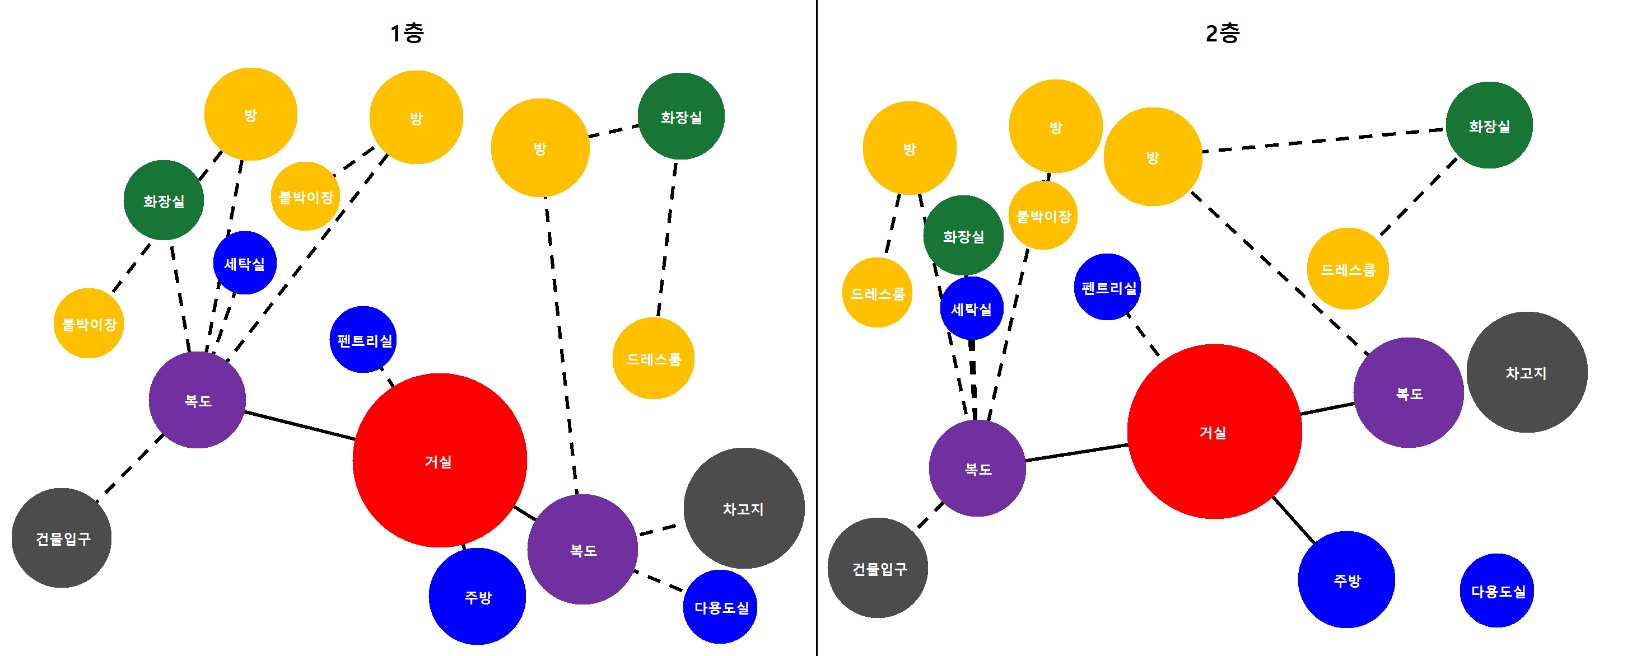 1층
방
방
방
화장실
화장실
붙박이장
세탁실
붙박이장
펜트리실
드레스룸
복도
거실
차고지
건물입구
복도
주방
다용도실
2층
방
방
방
화장실
화장실
붙박이장
드레스룸
펜트리실
드레스룸
세탁실
차고지
복도
거실
복도
건물입구
주방
다용도실